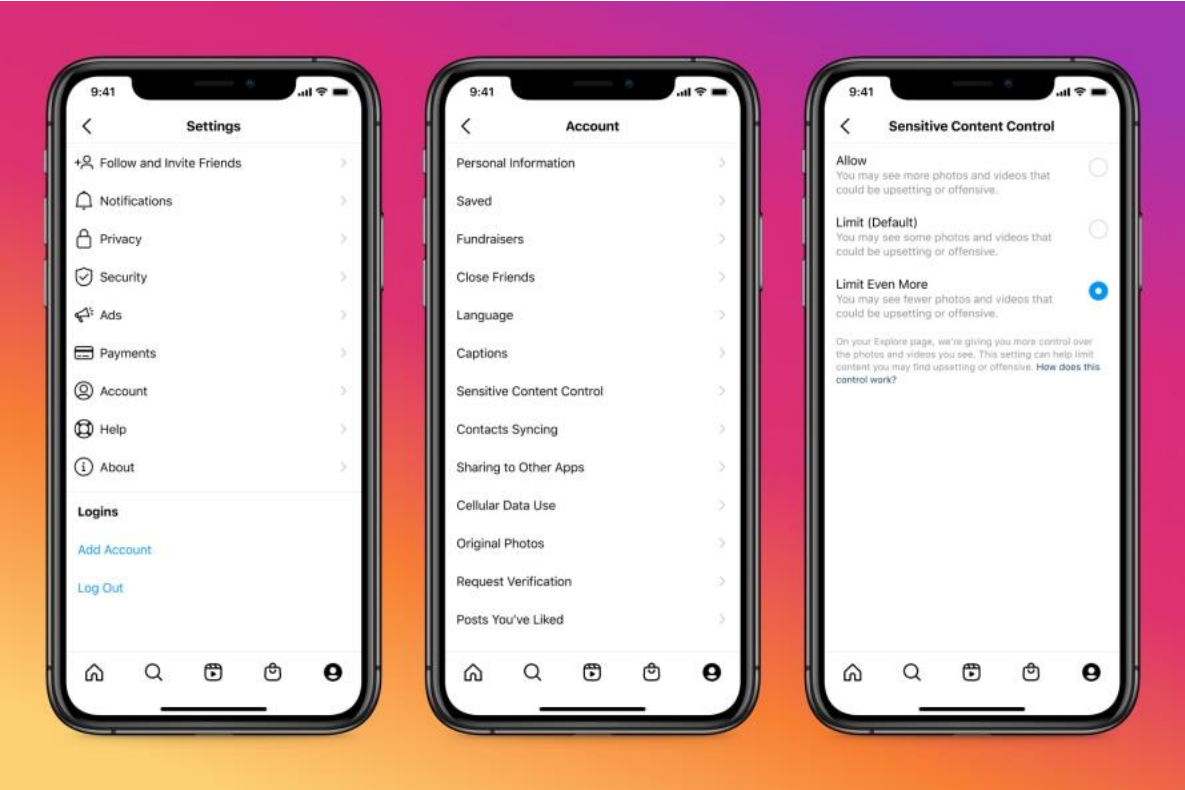 9:41
Settings
Follow and Invite Friends
Notifications
Privacy
Security
Ads
Payments
Account
Help
About
Logins
Add Account
Log Out
9:41
Account
Personal Information
Saved
Fundraisers
Close Friends
Language
Captions
Sensitive Content Control
Contacts Syncing
Sharing to Other Apps
Cellular Data Use
Original Photos
Request Verification
Posts You've Liked
9:41
Sensitive Content Control
Allow
You may see more photos and videos that
could be upsetting or offensive.
Limit (Default)
You may see some photos and videos that
could be upsetting or offensive.
Limit Even More
You may see fewer photos and videos that
could be upsetting or offensive.
On your Explore page, we're giving you more control over
the photos and videos you see. This setting can help limit
content you may find upsetting or offensive. How does this
control work?